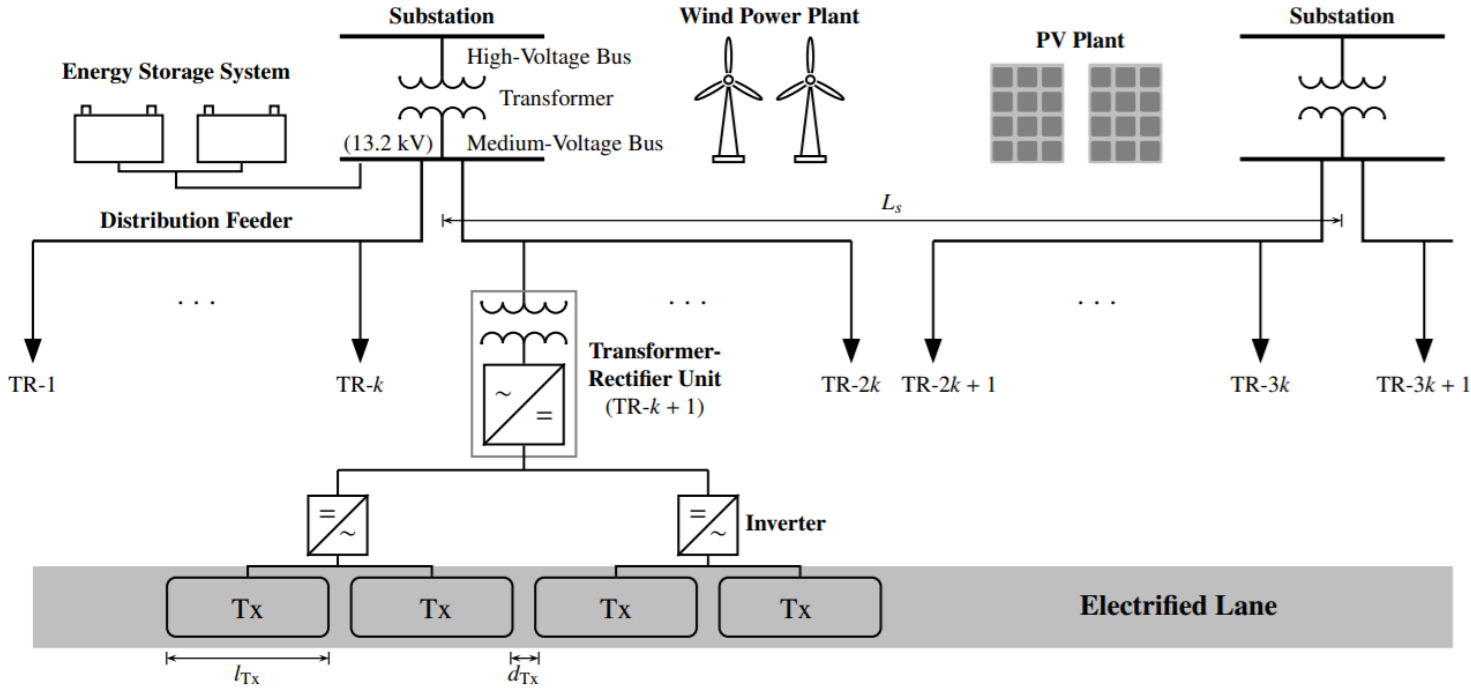 Substation
Wind Power Plant
Substation
PV Plant
High-Voltage Bus
Energy Storage System
Transformer
(13.2 kV)
Medium-Voltage Bus
Distribution Feeder
L_s
. . .
. . .
. . .
TR-1
TR-k
Transformer-
Rectifier Unit
(TR-k + 1)
TR-2k
TR-2k + 1
TR-3k
TR-3k + 1
~
=
=
~
=
~
Inverter
Tx
Tx
Tx
Tx
Electrified Lane
l_Tx
d_Tx